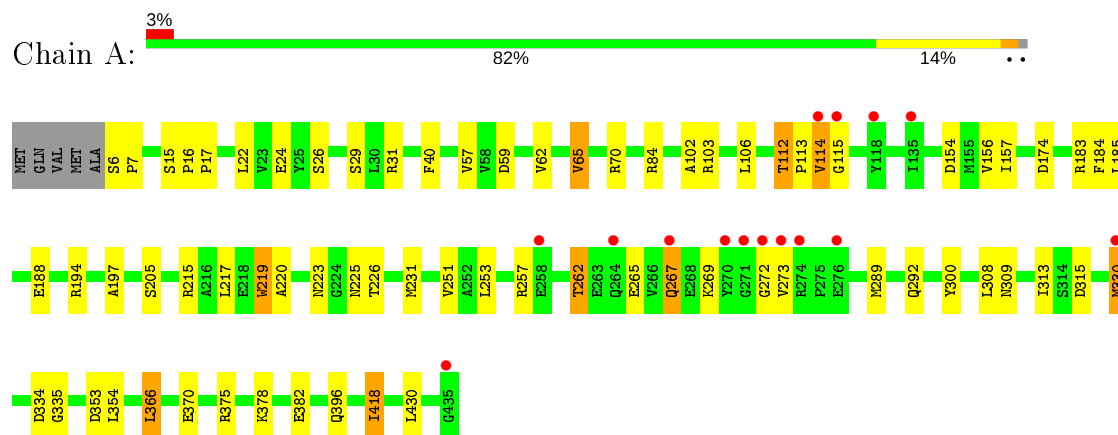 3%
Chain A:
82% 14% • •
MET GLN VAL MET ALA S6 P7 S15 P16 P17 L22 V23 E24 Y25 S26 S29 L30 R31 F40 V57 V58 D59 V62 V65 R70 R84 A102 R103 L106 T112 P113 V114 G115 Y118 I135 D154 M155 V156 I157 D174 R183 F184 L185
E188 R194 A197 S205 R215 A216 L217 E218 W219 A220 N223 G224 N225 T226 M231 V251 A252 L253 R257 E258 T262 E263 Q264 E265 V266 Q267 E268 K269 Y270 G271 G272 V273 R274 P275 E276 M289 Q292 Y300 L308 N309 I313 S314 D315 M330
D334 G335 D353 L354 L366 E370 R375 K378 E382 Q396 I418 L430 G435